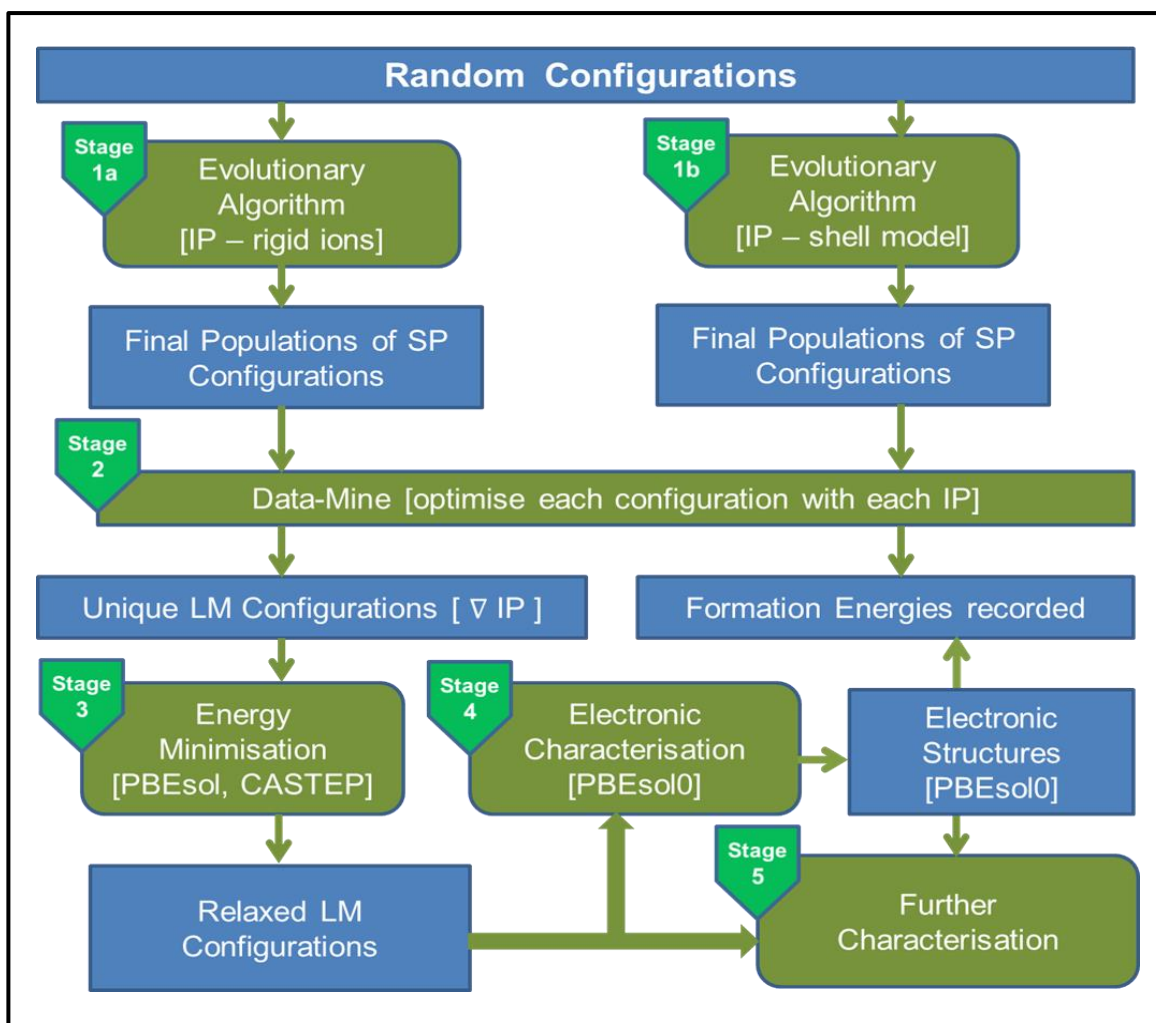 Random Configurations
Stage
1a
Evolutionary
Algorithm
[IP – rigid ions]
Stage
1b
Evolutionary
Algorithm
[IP – shell model]
Final Populations of SP
Configurations
Final Populations of SP
Configurations
Stage
2
Data-Mine [optimise each configuration with each IP]
Unique LM Configurations [ ∇ IP ]
Formation Energies recorded
Stage
3
Energy
Minimisation
[PBEsol, CASTEP]
Stage
4
Electronic
Characterisation
[PBEsol0]
Electronic
Structures
[PBEsol0]
Relaxed LM
Configurations
Stage
5
Further
Characterisation